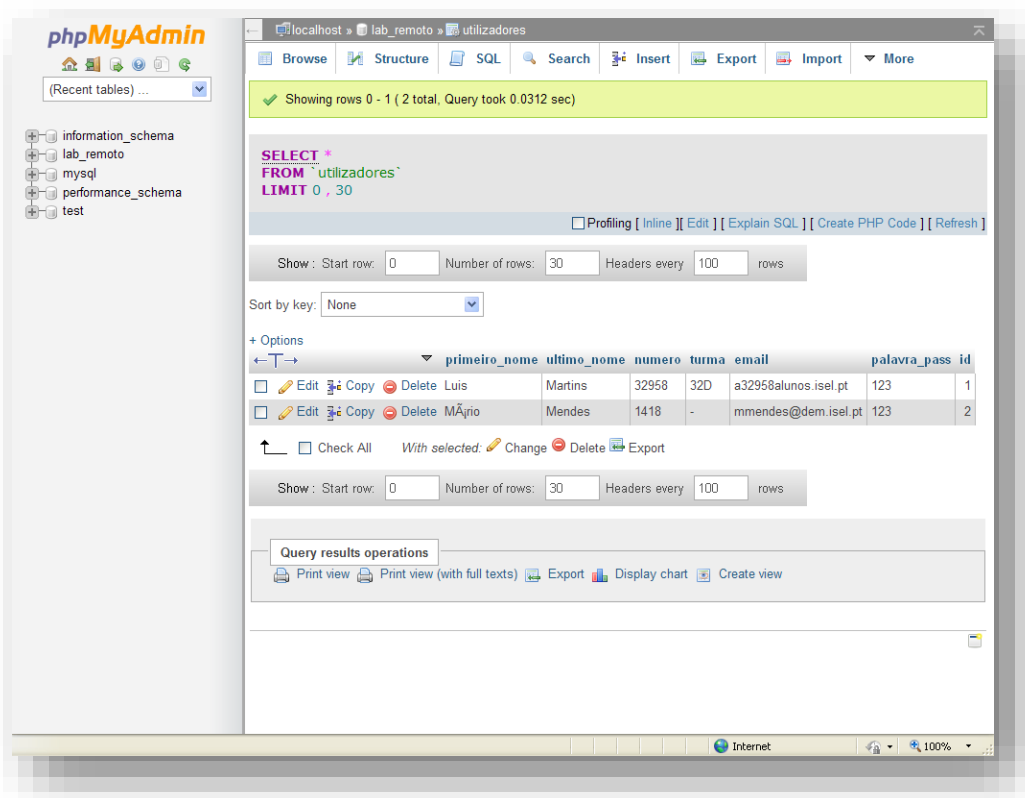 phpMyAdmin
(Recent tables) ...
information_schema
lab_remoto
mysql
performance_schema
test
localhost » lab_remoto » utilizadores
Browse Structure SQL Search Insert Export Import More
Showing rows 0 - 1 ( 2 total, Query took 0.0312 sec)
SELECT *
FROM `utilizadores`
LIMIT 0 , 30
Profiling [ Inline ][ Edit ] [ Explain SQL ] [ Create PHP Code ] [ Refresh ]
Show : Start row: 0 Number of rows: 30 Headers every 100 rows
Sort by key: None
+ Options
←T→ primeiro_nome ultimo_nome numero turma email palavra_pass id
Edit Copy Delete Luis Martins 32958 32D a32958alunos.isel.pt 123 1
Edit Copy Delete MÃ¡rio Mendes 1418 - mmendes@dem.isel.pt 123 2
Check All With selected: Change Delete Export
Show : Start row: 0 Number of rows: 30 Headers every 100 rows
Query results operations
Print view Print view (with full texts) Export Display chart Create view
Internet 100%